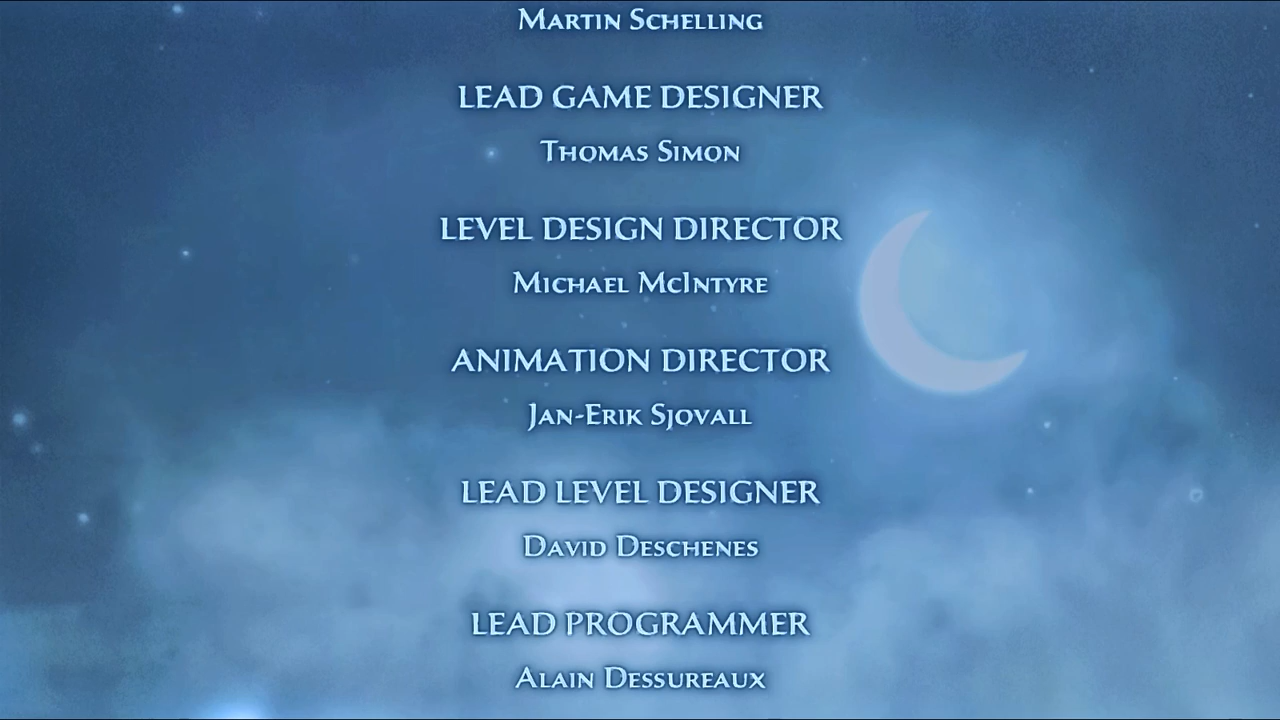 Martin Schelling
LEAD GAME DESIGNER
Thomas Simon
LEVEL DESIGN DIRECTOR
Michael McIntyre
ANIMATION DIRECTOR
Jan-Erik Sjovall
LEAD LEVEL DESIGNER
David Deschenes
LEAD PROGRAMMER
Alain Dessureaux